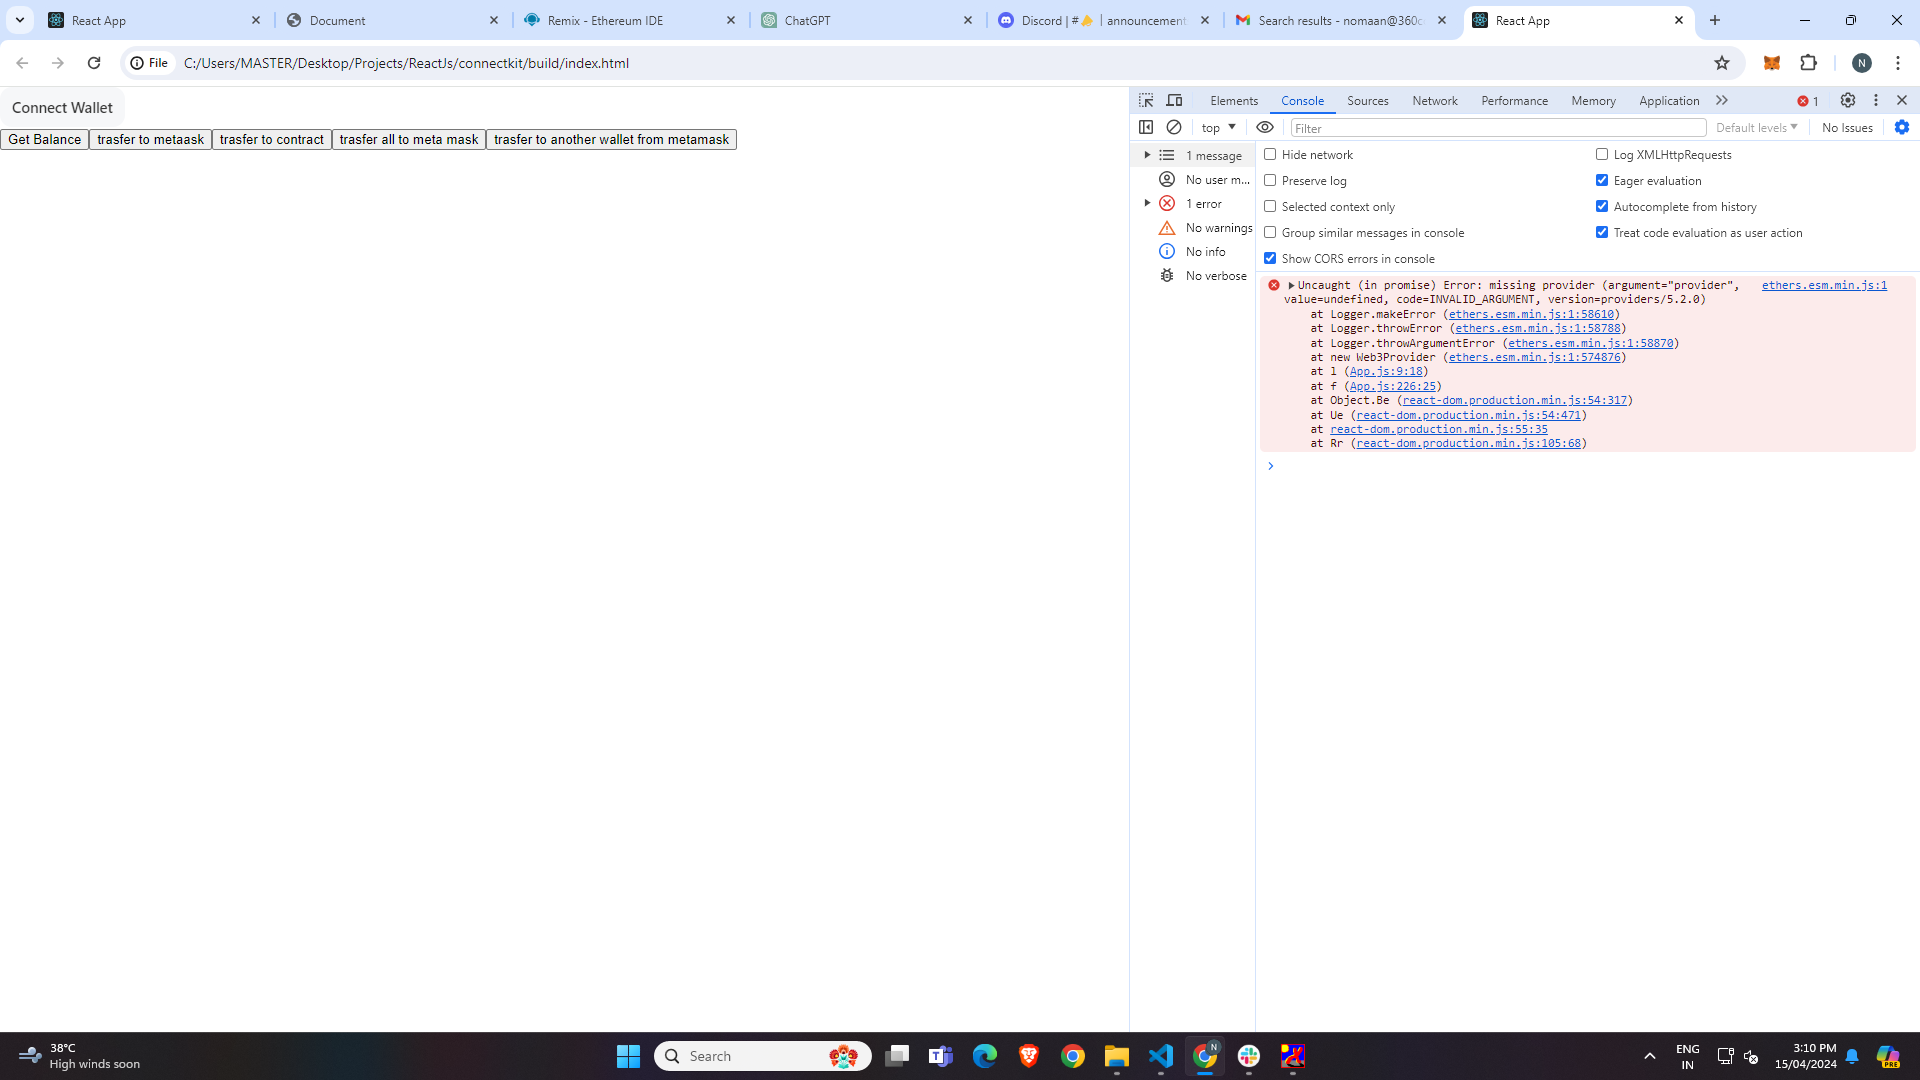 React App
Document
Remix - Ethereum IDE
ChatGPT
Discord | #🔔 | announcement
Search results - nomaan@360c
React App
File
C:/Users/MASTER/Desktop/Projects/ReactJs/connectkit/build/index.html
N
Connect Wallet
Get Balance
trasfer to metaask
trasfer to contract
trasfer all to meta mask
trasfer to another wallet from metamask
Elements
Console
Sources
Network
Performance
Memory
Application
1
top
Filter
Default levels
No Issues
1 message
No user m...
1 error
No warnings
No info
No verbose
Hide network
Log XMLHttpRequests
Preserve log
Eager evaluation
Selected context only
Autocomplete from history
Group similar messages in console
Treat code evaluation as user action
Show CORS errors in console
Uncaught (in promise) Error: missing provider (argument="provider", ethers.esm.min.js:1
value=undefined, code=INVALID_ARGUMENT, version=providers/5.2.0)
at Logger.makeError (ethers.esm.min.js:1:58610)
at Logger.throwError (ethers.esm.min.js:1:58788)
at Logger.throwArgumentError (ethers.esm.min.js:1:58870)
at new Web3Provider (ethers.esm.min.js:1:574876)
at l (App.js:9:18)
at f (App.js:226:25)
at Object.Be (react-dom.production.min.js:54:317)
at Ue (react-dom.production.min.js:54:471)
at react-dom.production.min.js:55:35
at Rr (react-dom.production.min.js:105:68)
38°C
High winds soon
Search
N
ENG
IN
3:10 PM
15/04/2024
PRE